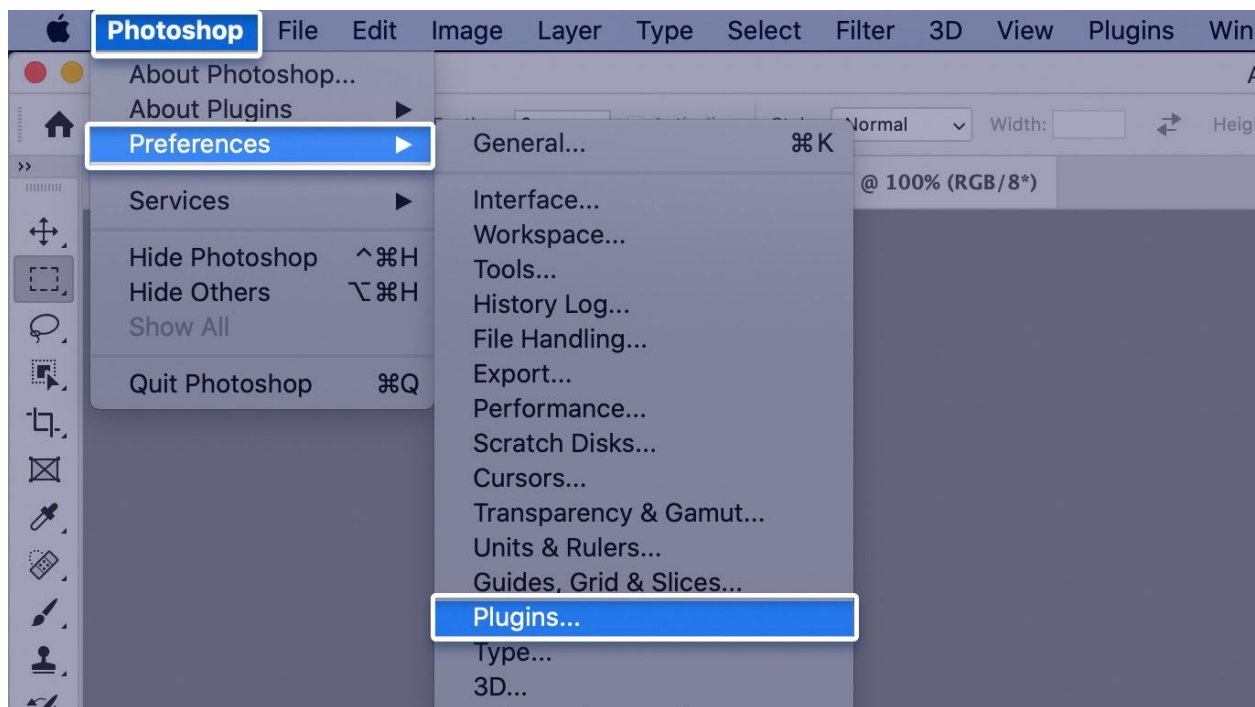 Photoshop File Edit Image Layer Type Select Filter 3D View Plugins Win
About Photoshop...
About Plugins
Preferences
Services
Hide Photoshop ^⌘H
Hide Others ⌥⌘H
Show All
Quit Photoshop ⌘Q
Normal Width: Heig
@ 100% (RGB/8*)
General... ⌘K
Interface...
Workspace...
Tools...
History Log...
File Handling...
Export...
Performance...
Scratch Disks...
Cursors...
Transparency & Gamut...
Units & Rulers...
Guides, Grid & Slices...
Plugins...
Type...
3D...